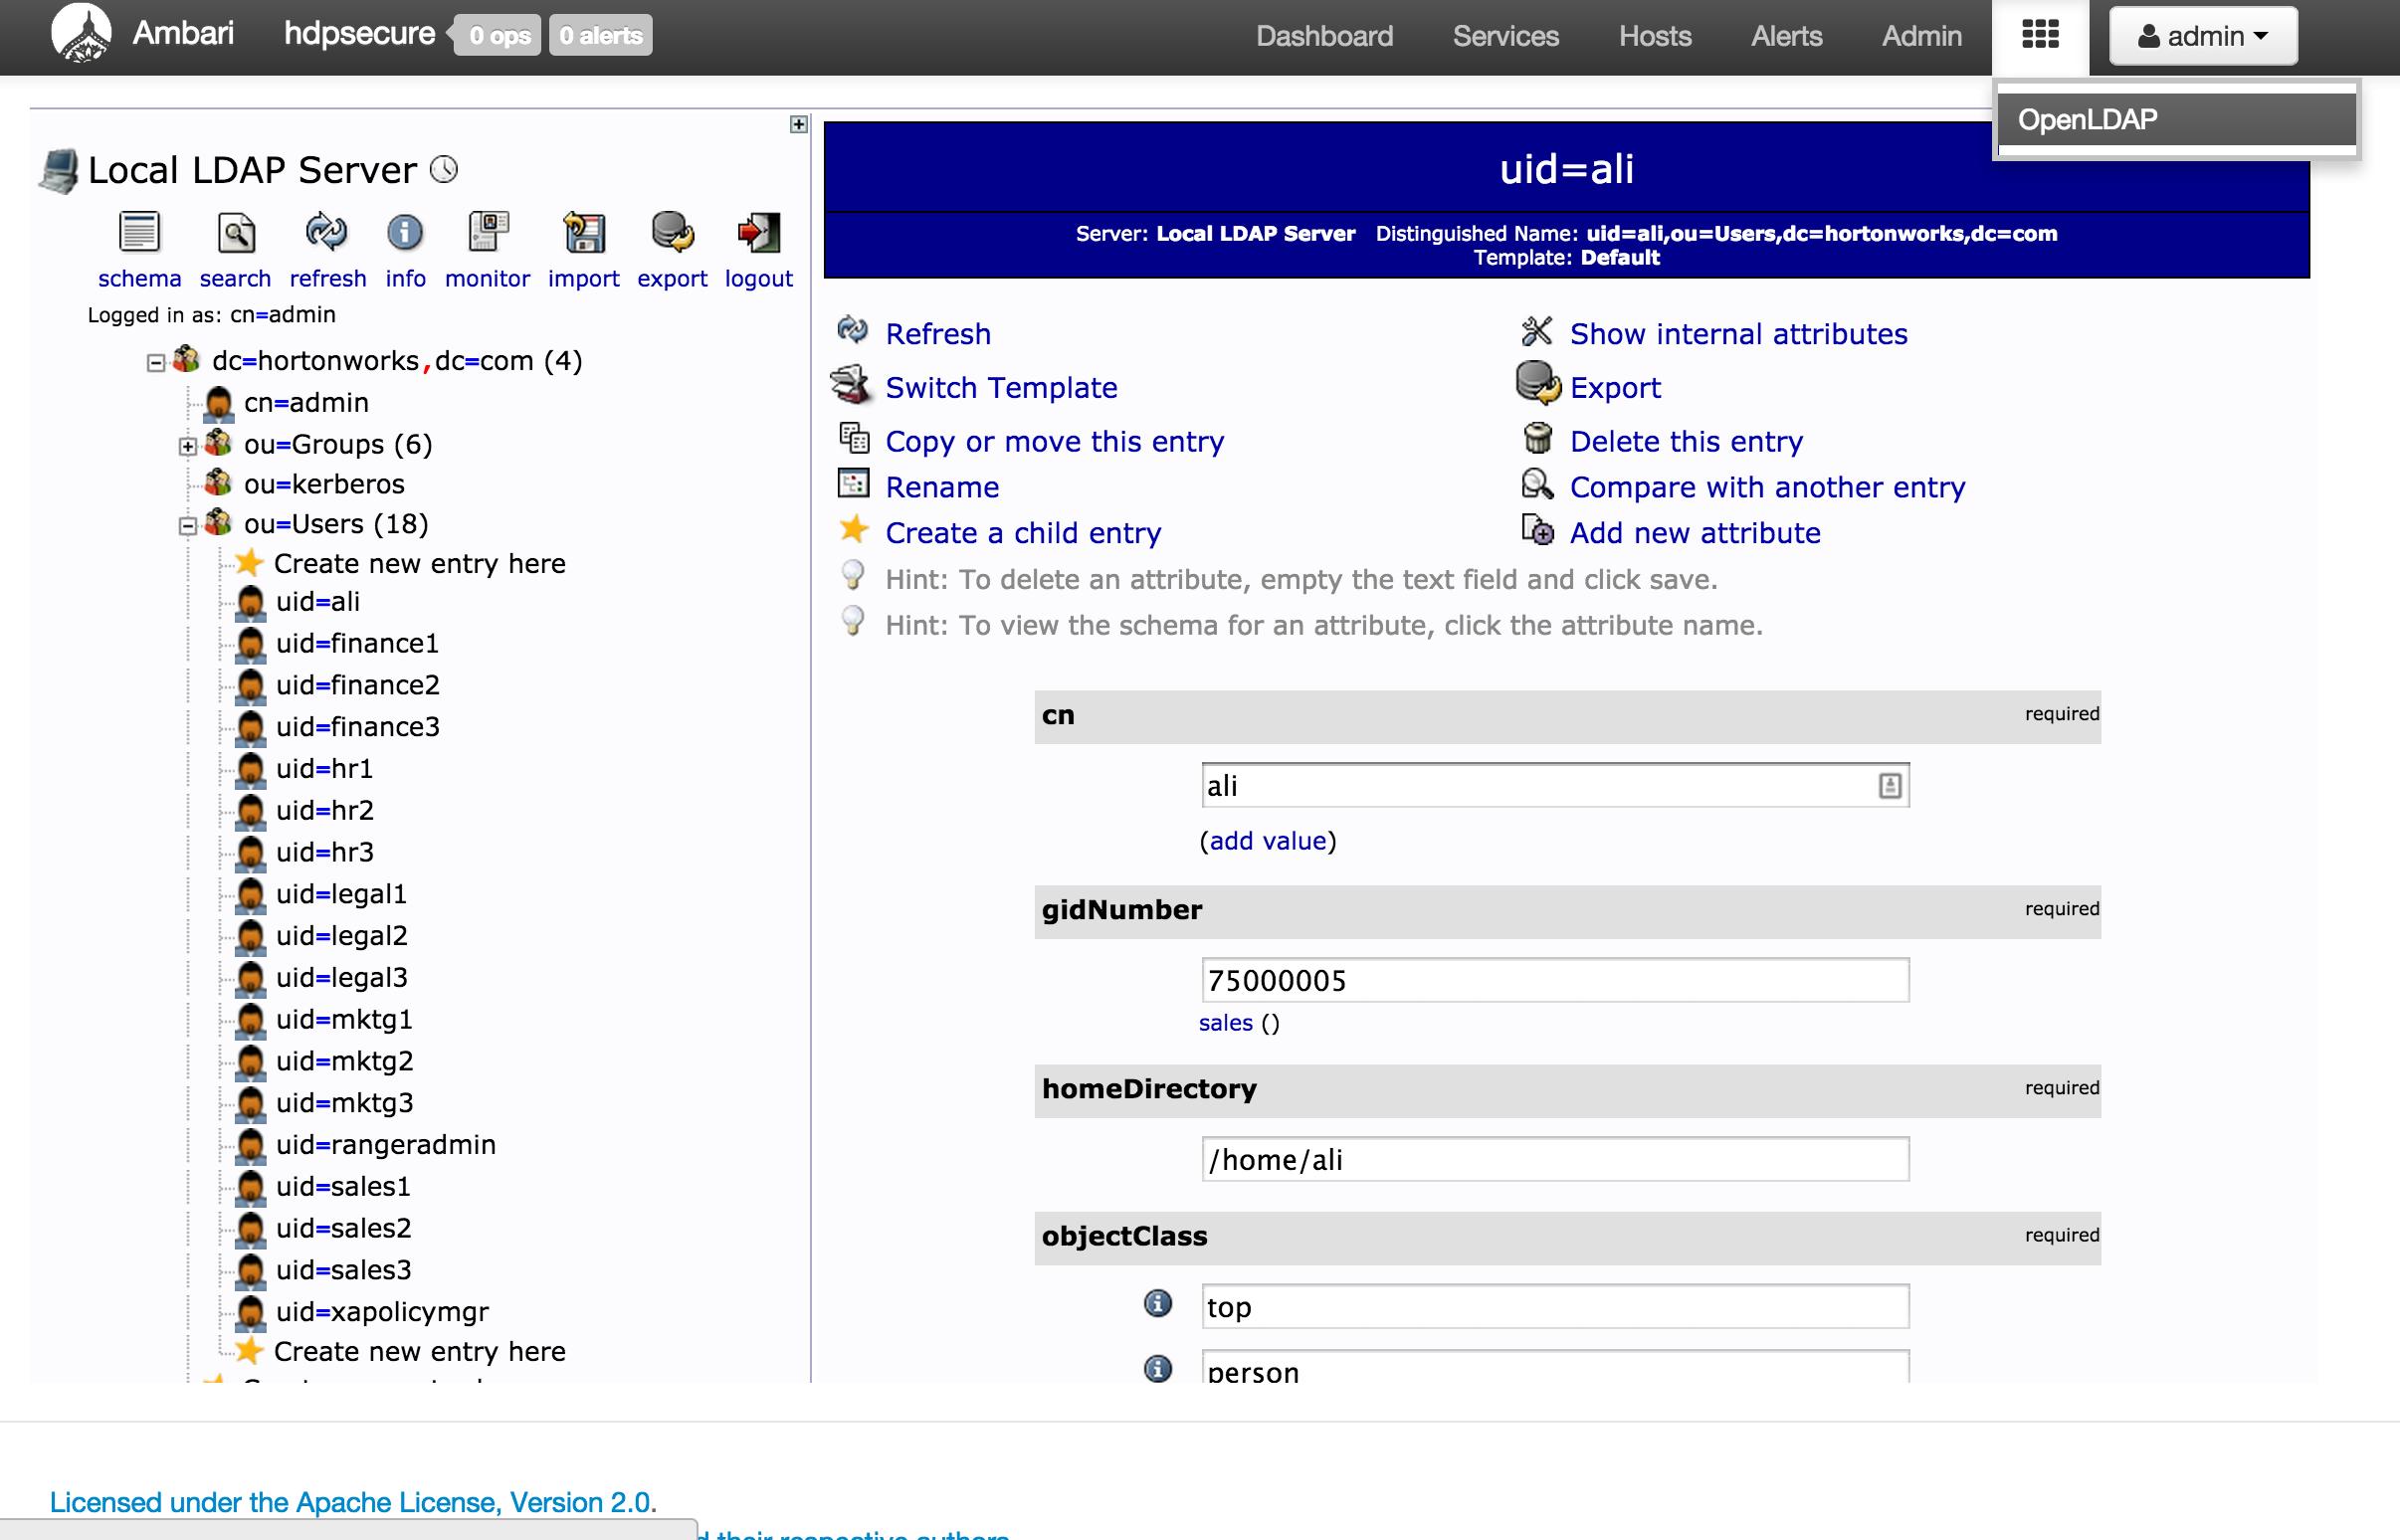 Ambari hdpsecure 0 ops 0 alerts Dashboard Services Hosts Alerts Admin admin
OpenLDAP
Local LDAP Server
schema search refresh info monitor import export logout
Logged in as: cn=admin
dc=hortonworks,dc=com (4)
cn=admin
ou=Groups (6)
ou=kerberos
ou=Users (18)
Create new entry here
uid=ali
uid=finance1
uid=finance2
uid=finance3
uid=hr1
uid=hr2
uid=hr3
uid=legal1
uid=legal2
uid=legal3
uid=mktg1
uid=mktg2
uid=mktg3
uid=rangeradmin
uid=sales1
uid=sales2
uid=sales3
uid=xapolicymgr
Create new entry here
uid=ali
Server: Local LDAP Server Distinguished Name: uid=ali,ou=Users,dc=hortonworks,dc=com
Template: Default
Refresh Show internal attributes
Switch Template Export
Copy or move this entry Delete this entry
Rename Compare with another entry
Create a child entry Add new attribute
Hint: To delete an attribute, empty the text field and click save.
Hint: To view the schema for an attribute, click the attribute name.
cn required
ali
(add value)
gidNumber required
75000005
sales ()
homeDirectory required
/home/ali
objectClass required
top
person
Licensed under the Apache License, Version 2.0.
their respective authors